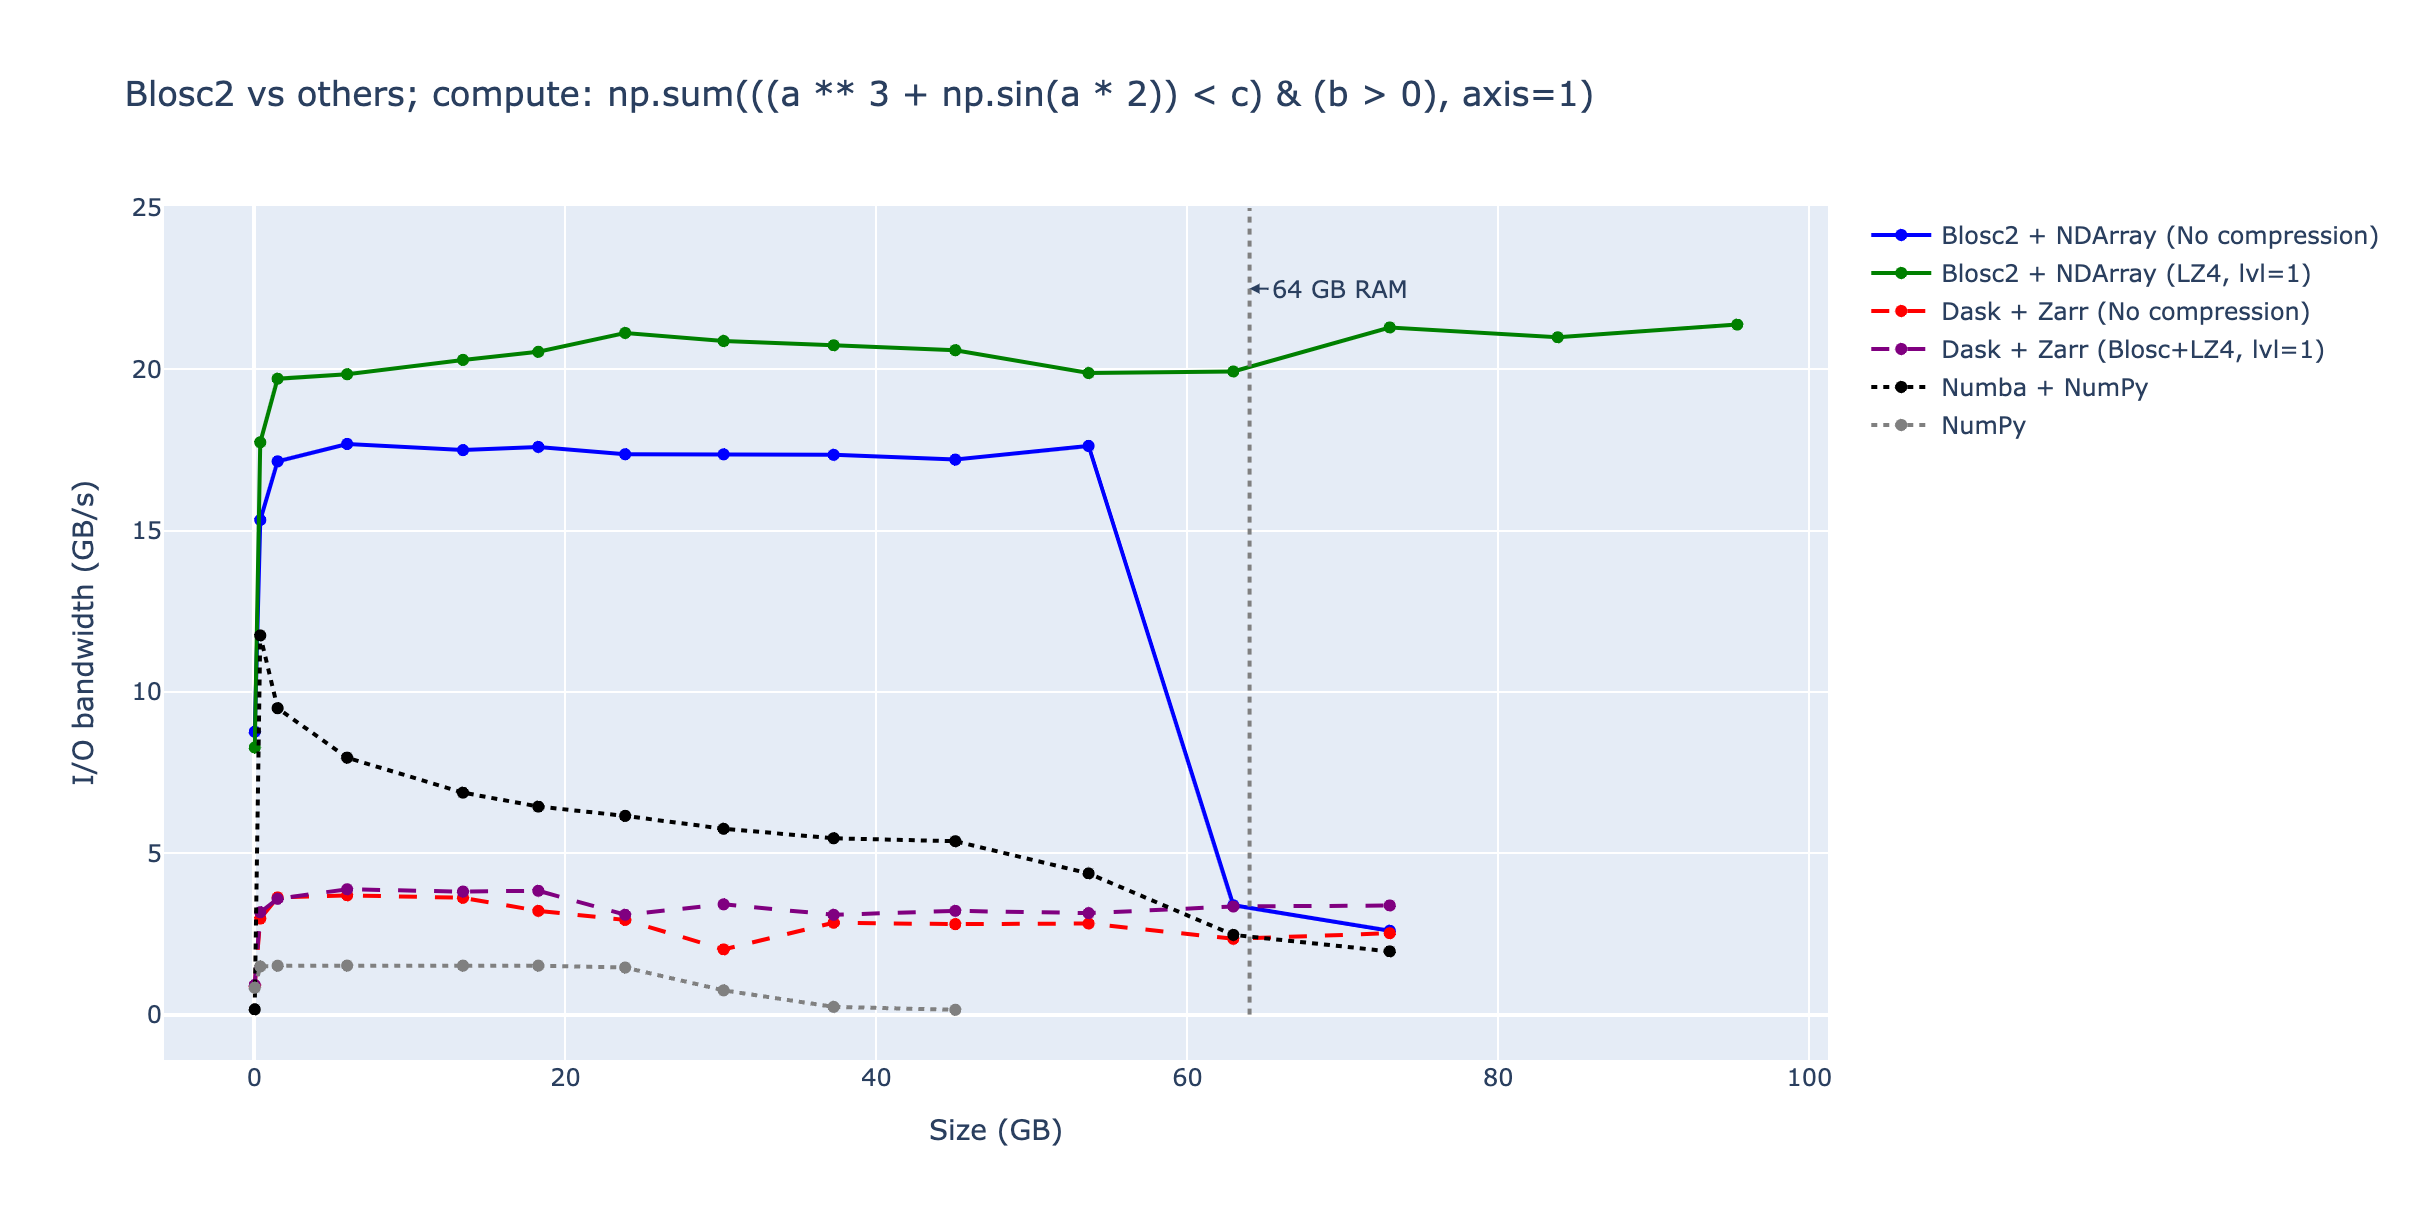 Blosc2 vs others; compute: np.sum(((a ** 3 + np.sin(a * 2)) < c) & (b > 0), axis=1)
I/O bandwidth (GB/s)
25
20
15
10
5
0
64 GB RAM
0 20 40 60 80 100
Size (GB)
Blosc2 + NDArray (No compression)
Blosc2 + NDArray (LZ4, lvl=1)
Dask + Zarr (No compression)
Dask + Zarr (Blosc+LZ4, lvl=1)
Numba + NumPy
NumPy